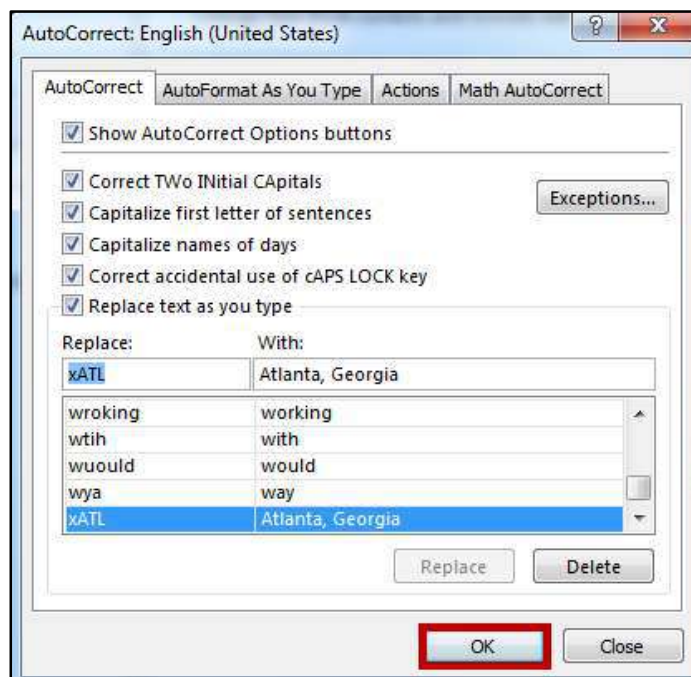 AutoCorrect: English (United States)
AutoCorrect AutoFormat As You Type Actions Math AutoCorrect
Show AutoCorrect Options buttons
Correct TWo INitial CApitals
Exceptions...
Capitalize first letter of sentences
Capitalize names of days
Correct accidental use of cAPS LOCK key
Replace text as you type
Replace: With:
xATL Atlanta, Georgia
wroking working
wtih with
wuould would
wya way
xATL Atlanta, Georgia
Replace Delete
OK Close